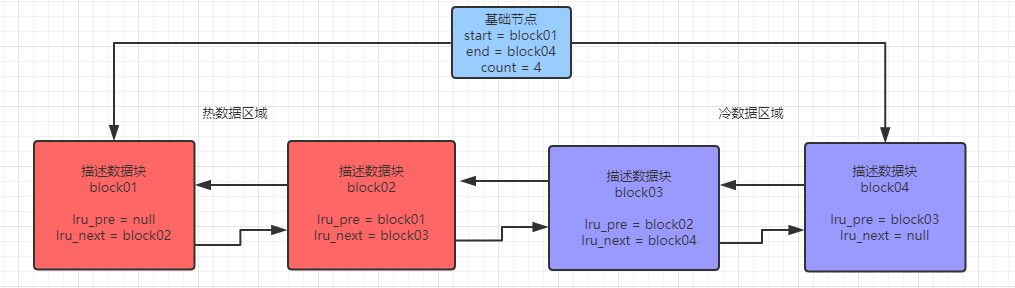 基础节点
start = block01
end = block04
count = 4
热数据区域
冷数据区域
描述数据块
block01
lru_pre = null
lru_next = block02
描述数据块
block02
lru_pre = block01
lru_next = block03
描述数据块
block03
lru_pre = block02
lru_next = block04
描述数据块
block04
lru_pre = block03
lru_next = null